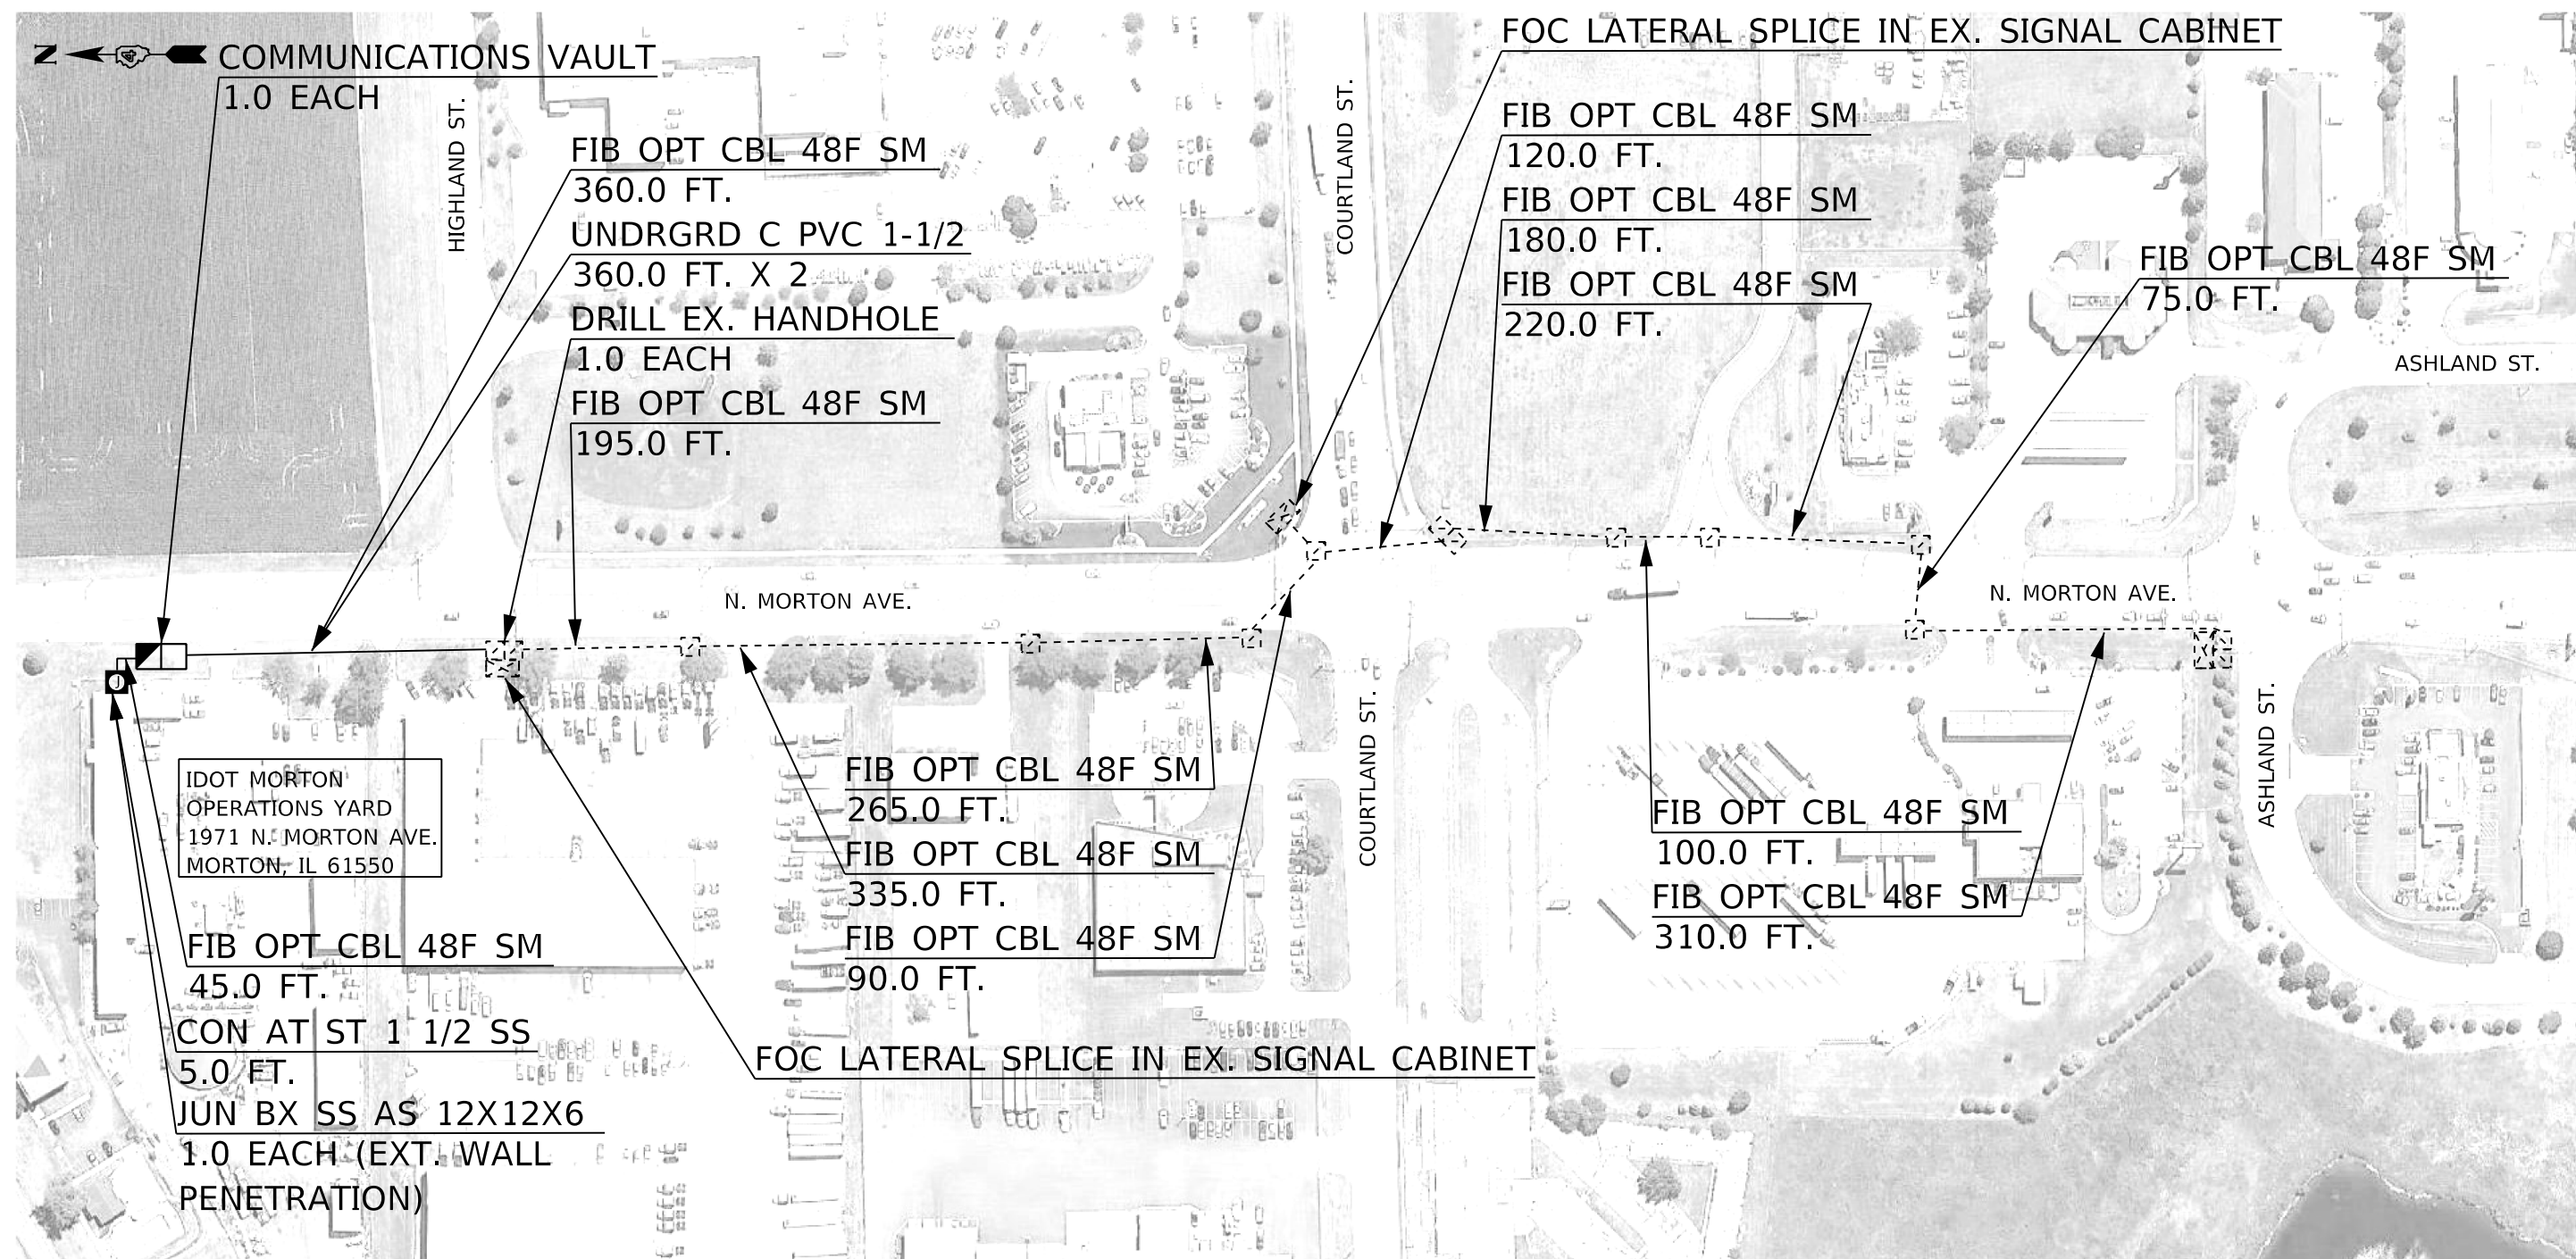 N
COMMUNICATIONS VAULT
1.0 EACH
HIGHLAND ST.
FIB OPT CBL 48F SM
360.0 FT.
UNDRGRD C PVC 1-1/2
360.0 FT. X 2
DRILL EX. HANDHOLE
1.0 EACH
FIB OPT CBL 48F SM
195.0 FT.
COURTLAND ST.
FOC LATERAL SPLICE IN EX. SIGNAL CABINET
FIB OPT CBL 48F SM
120.0 FT.
FIB OPT CBL 48F SM
180.0 FT.
FIB OPT CBL 48F SM
220.0 FT.
FIB OPT CBL 48F SM
75.0 FT.
ASHLAND ST.
N. MORTON AVE.
N. MORTON AVE.
J
IDOT MORTON
OPERATIONS YARD
1971 N. MORTON AVE.
MORTON, IL 61550
FIB OPT CBL 48F SM
45.0 FT.
CON AT ST 1 1/2 SS
5.0 FT.
JUN BX SS AS 12X12X6
1.0 EACH (EXT. WALL
PENETRATION)
FIB OPT CBL 48F SM
265.0 FT.
FIB OPT CBL 48F SM
335.0 FT.
FIB OPT CBL 48F SM
90.0 FT.
FOC LATERAL SPLICE IN EX. SIGNAL CABINET
COURTLAND ST.
FIB OPT CBL 48F SM
100.0 FT.
FIB OPT CBL 48F SM
310.0 FT.
ASHLAND ST.